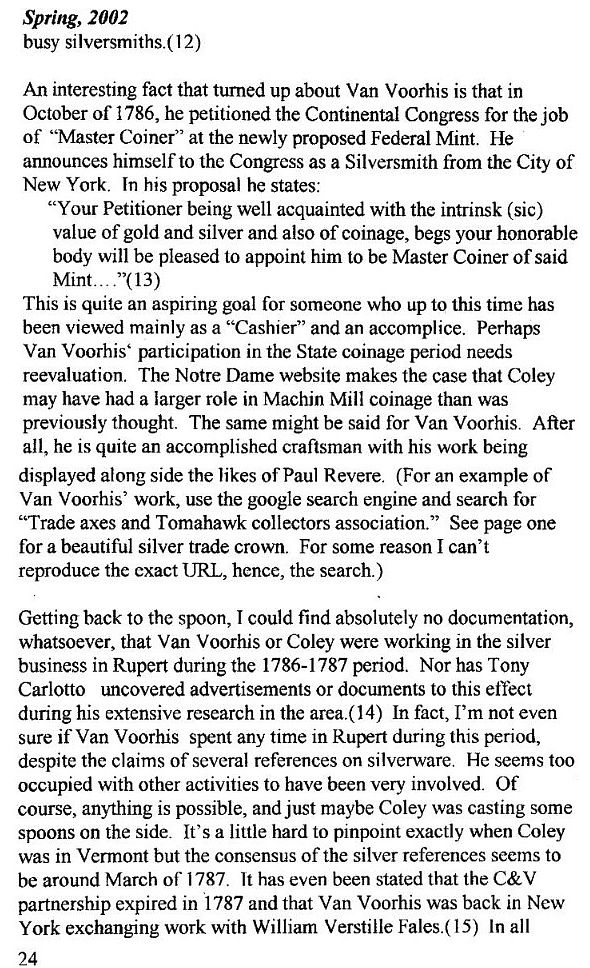 Spring, 2002
busy silversmiths.(12)
An interesting fact that turned up about Van Voorhis is that in
October of 1786, he petitioned the Continental Congress for the job
of "Master Coiner" at the newly proposed Federal Mint. He
announces himself to the Congress as a Silversmith from the City of
New York. In his proposal he states:
"Your Petitioner being well acquainted with the intrinsk (sic)
value of gold and silver and also of coinage, begs your honorable
body will be pleased to appoint him to be Master Coiner of said
Mint...."(13)
This is quite an aspiring goal for someone who up to this time has
been viewed mainly as a "Cashier" and an accomplice. Perhaps
Van Voorhis‘ participation in the State coinage period needs
reevaluation. The Notre Dame website makes the case that Coley
may have had a larger role in Machin Mill coinage than was
previously thought. The same might be said for Van Voorhis. After
all, he is quite an accomplished craftsman with his work being
displayed along side the likes of Paul Revere. (For an example of
Van Voorhis’ work, use the google search engine and search for
"Trade axes and Tomahawk collectors association." See page one
for a beautiful silver trade crown. For some reason I can't
reproduce the exact URL, hence, the search.)
Getting back to the spoon, I could find absolutely no documentation,
whatsoever, that Van Voorhis or Coley were working in the silver
business in Rupert during the 1786-1787 period. Nor has Tony
Carlotto uncovered advertisements or documents to this effect
during his extensive research in the area.(14) In fact, I'm not even
sure if Van Voorhis spent any time in Rupert during this period,
despite the claims of several references on silverware. He seems too
occupied with other activities to have been very involved. Of
course, anything is possible, and just maybe Coley was casting some
spoons on the side. It's a little hard to pinpoint exactly when Coley
was in Vermont but the consensus of the silver references seems to
be around March of 1787. It has even been stated that the C&V
partnership expired in 1787 and that Van Voorhis was back in New
York exchanging work with William Verstille Fales.(15) In all
24